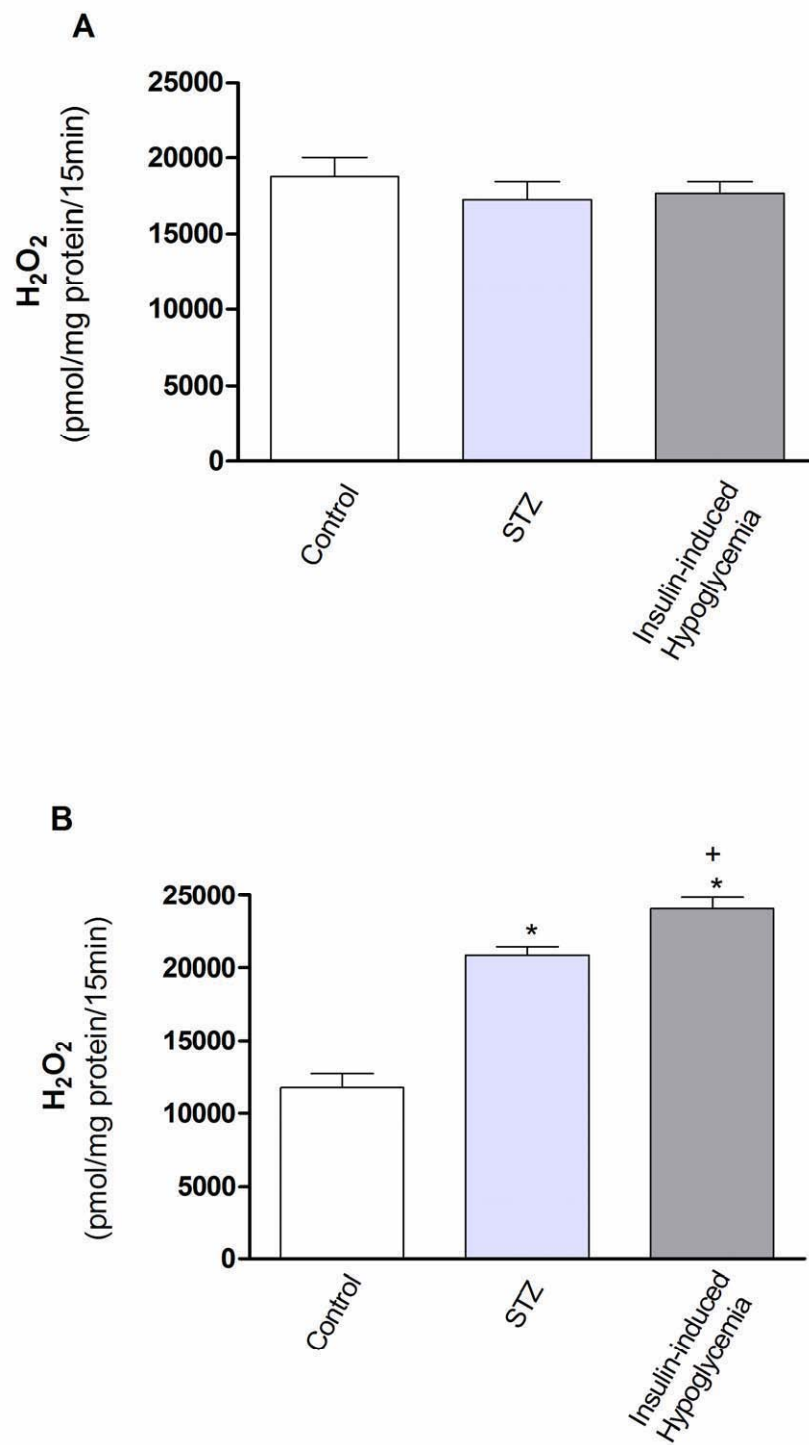 A
25000
20000
15000
10000
5000
0
H₂O₂
(pmol/mg protein/15min)
Control
STZ
Insulin-induced
Hypoglycemia
B
+
*
*
25000
20000
15000
10000
5000
0
H₂O₂
(pmol/mg protein/15min)
Control
STZ
Insulin-induced
Hypoglycemia